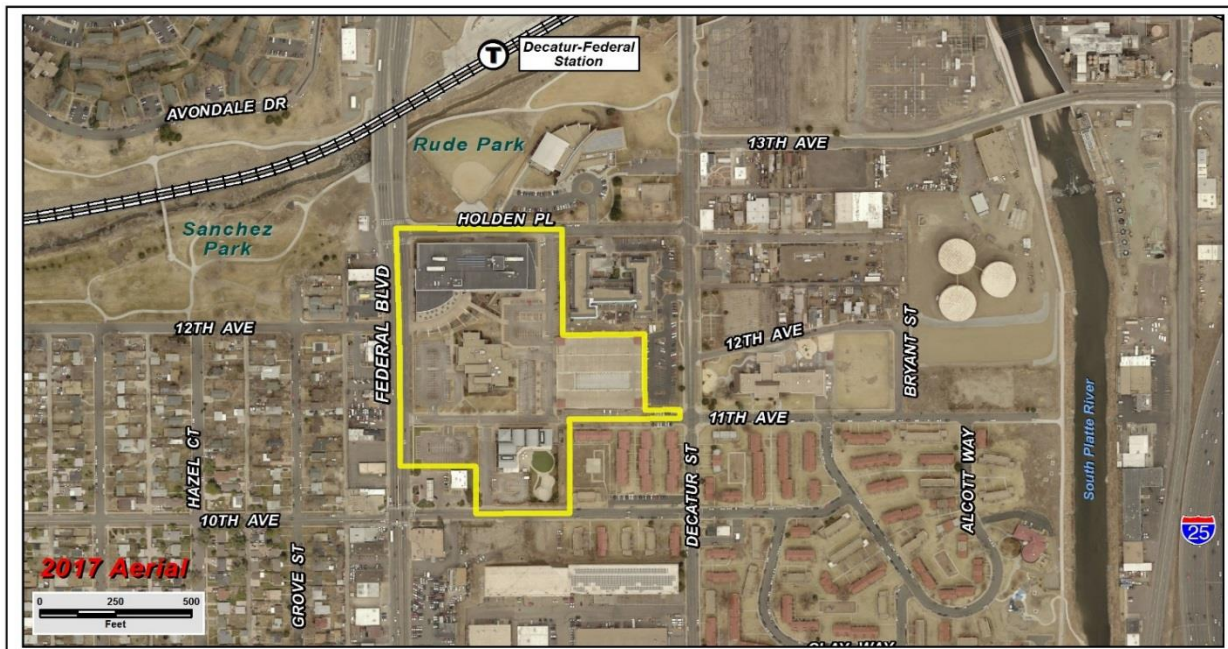 T
Decatur-Federal
Station
AVONDALE DR
Rude Park
13TH AVE
HOLDEN PL
Sanchez
Park
FEDERAL BLVD
12TH AVE
12TH AVE
BRYANT ST
11TH AVE
HAZEL CT
DECATUR ST
ALCOTT WAY
South Platte River
10TH AVE
GROVE ST
25
2017 Aerial
0 250 500
Feet
CLAY WAY